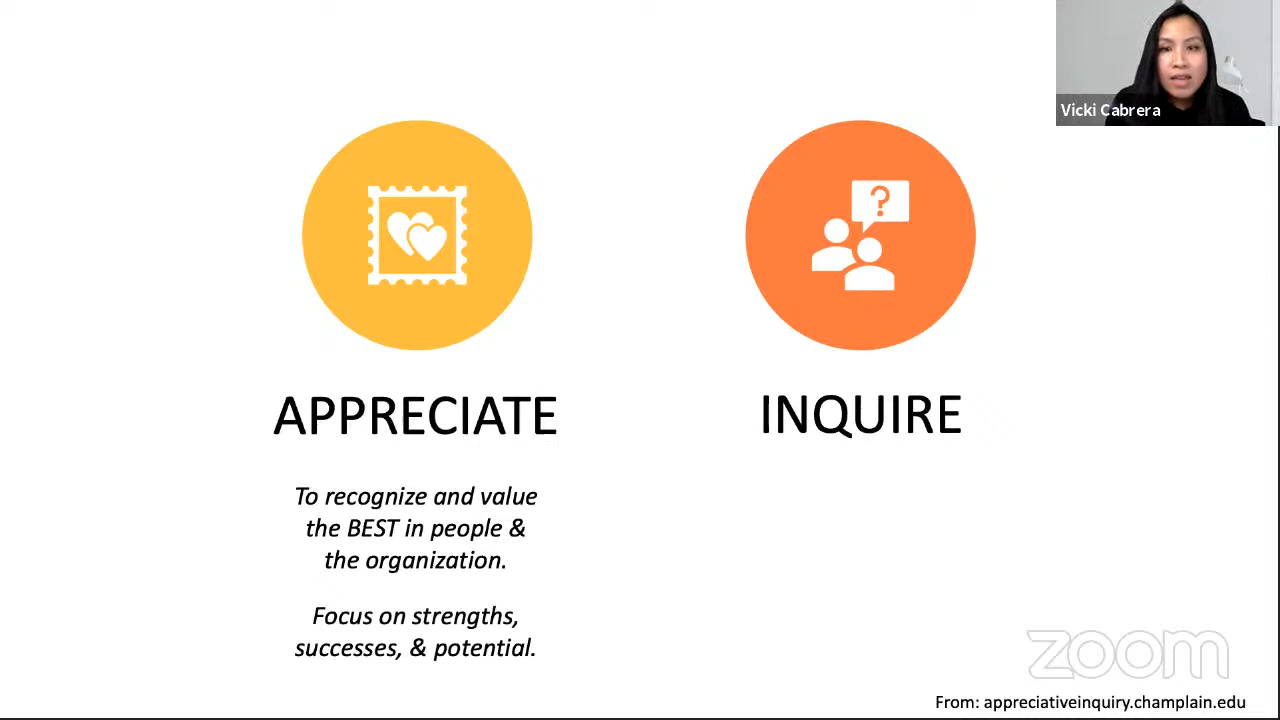 Vicki Cabrera
?
APPRECIATE
INQUIRE
To recognize and value
the BEST in people &
the organization.
Focus on strengths,
successes, & potential.
zoom
From: appreciativeinquiry.champlain.edu